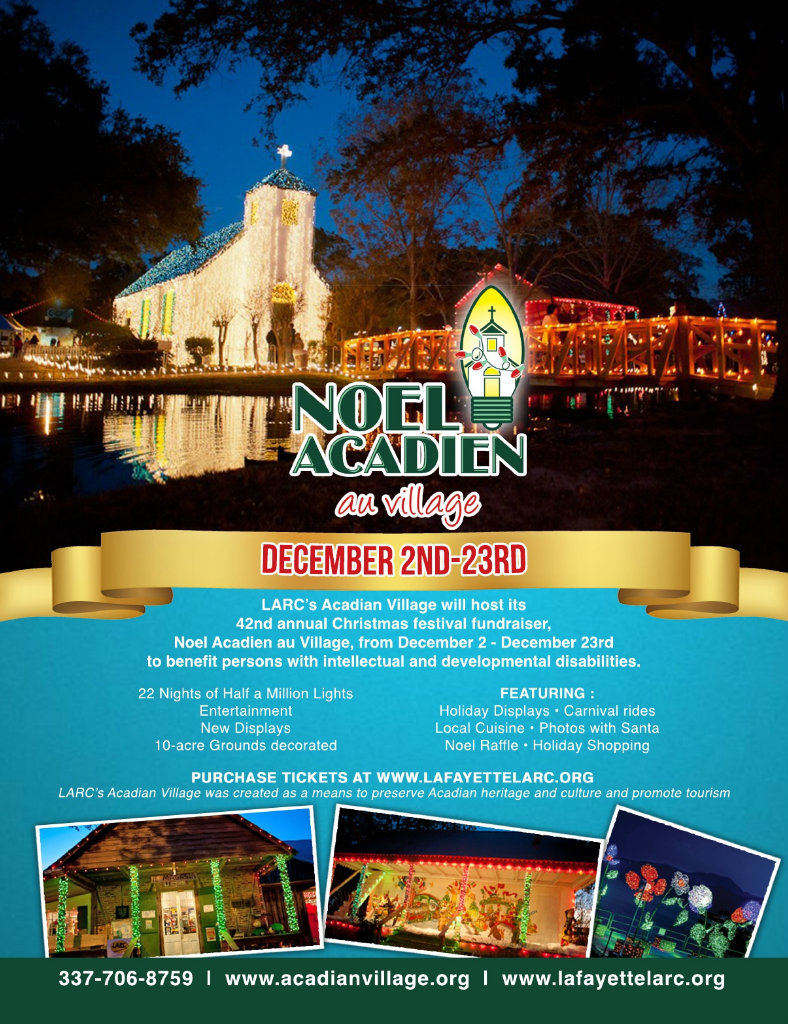 NOEL
ACADIEN
au village
DECEMBER 2ND-23RD
LARC's Acadian Village will host its
42nd annual Christmas festival fundraiser,
Noel Acadien au Village, from December 2 - December 23rd
to benefit persons with intellectual and developmental disabilities.
22 Nights of Half a Million Lights
Entertainment
New Displays
10-acre Grounds decorated
FEATURING :
Holiday Displays • Carnival rides
Local Cuisine • Photos with Santa
Noel Raffle • Holiday Shopping
PURCHASE TICKETS AT WWW.LAFAYETTELARC.ORG
LARC's Acadian Village was created as a means to preserve Acadian heritage and culture and promote tourism
337-706-8759 | www.acadianvillage.org | www.lafayettelarc.org